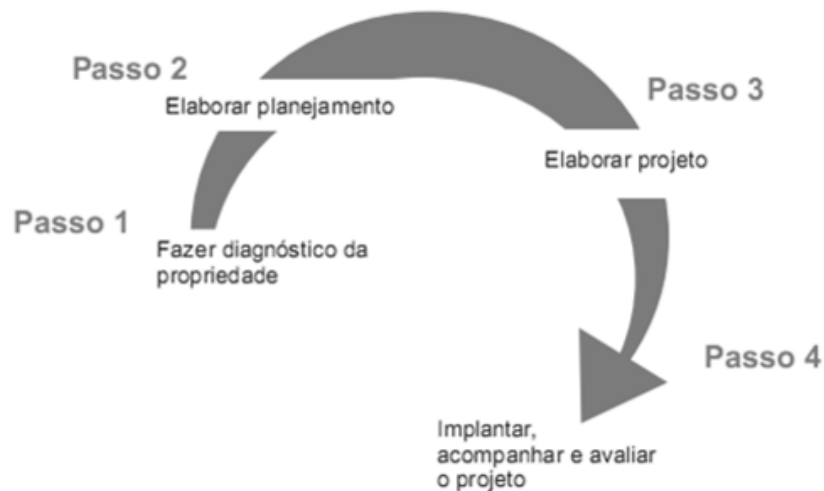 Passo 1
Fazer diagnóstico da
propriedade
Passo 2
Elaborar planejamento
Passo 3
Elaborar projeto
Passo 4
Implantar,
acompanhar e avaliar
o projeto